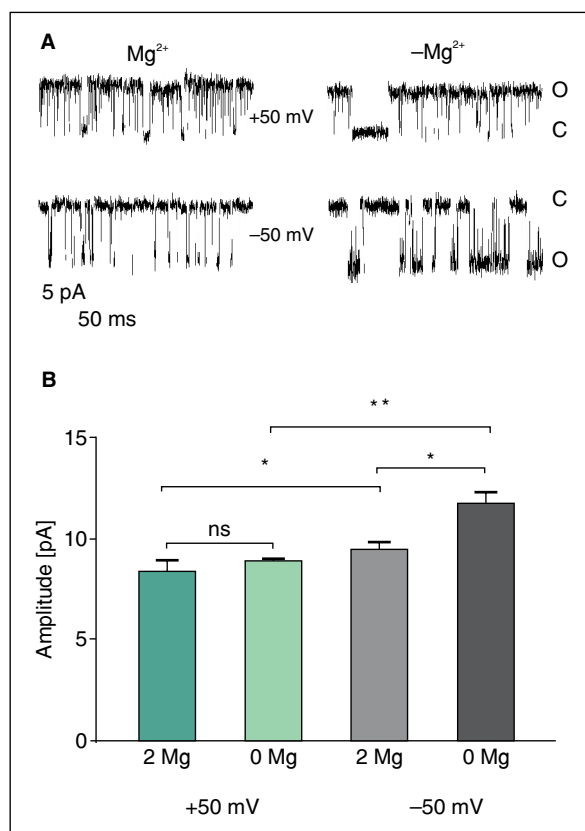 A
Mg²⁺
–Mg²⁺
O
+50 mV
C
C
–50 mV
O
5 pA
50 ms
B
* *
*
*
ns
15
10
5
0
Amplitude [pA]
2 Mg 0 Mg 2 Mg 0 Mg
+50 mV –50 mV